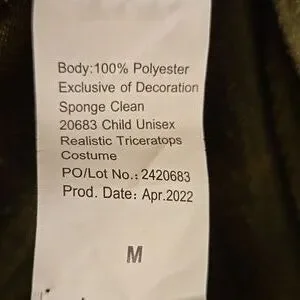 Body:100% Polyester
Exclusive of Decoration
Sponge Clean
20683 Child Unisex
Realistic Triceratops
Costume
PO/Lot No.: 2420683
Prod. Date: Apr.2022
M